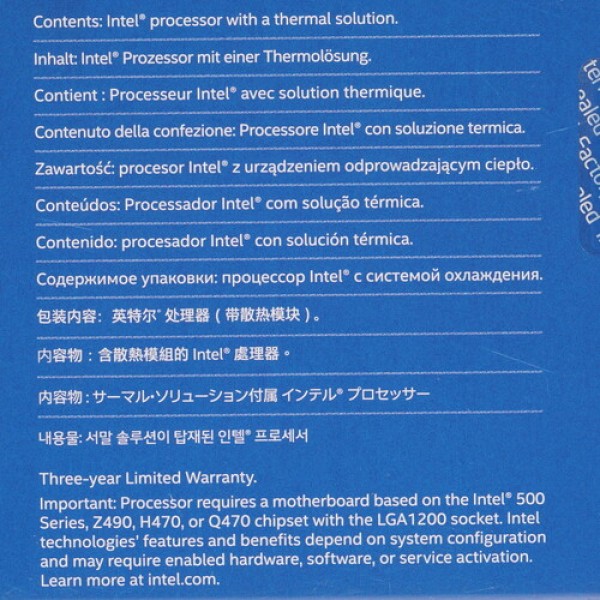 Contents: Intel® processor with a thermal solution.
Inhalt: Intel® Prozessor mit einer Thermolösung.
Contient : Processeur Intel® avec solution thermique.
Contenuto della confezione: Processore Intel® con soluzione termica.
Zawartość: procesor Intel® z urządzeniem odprowadzającym ciepło.
Conteúdos: Processador Intel® com solução térmica.
Contenido: procesador Intel® con solución térmica.
Содержимое упаковки: процессор Intel® с системой охлаждения.
包装内容: 英特尔® 处理器 ( 带散热模块 ) 。
內容物 : 含散熱模組的 Intel® 處理器。
内容物 : サーマル・ソリューション付属 インテル® プロセッサー
내용물: 서말 솔루션이 탑재된 인텔® 프로세서
Three-year Limited Warranty.
Important: Processor requires a motherboard based on the Intel® 500
Series, Z490, H470, or Q470 chipset with the LGA1200 socket. Intel
technologies' features and benefits depend on system configuration
and may require enabled hardware, software, or service activation.
Learn more at intel.com.